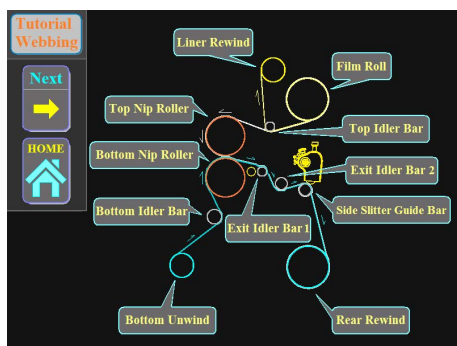 Tutorial
Webbing
Next
HOME
Liner Rewind
Film Roll
Top Nip Roller
Top Idler Bar
Bottom Nip Roller
Exit Idler Bar 2
Bottom Idler Bar
Exit Idler Bar 1
Side Slitter Guide Bar
Bottom Unwind
Rear Rewind